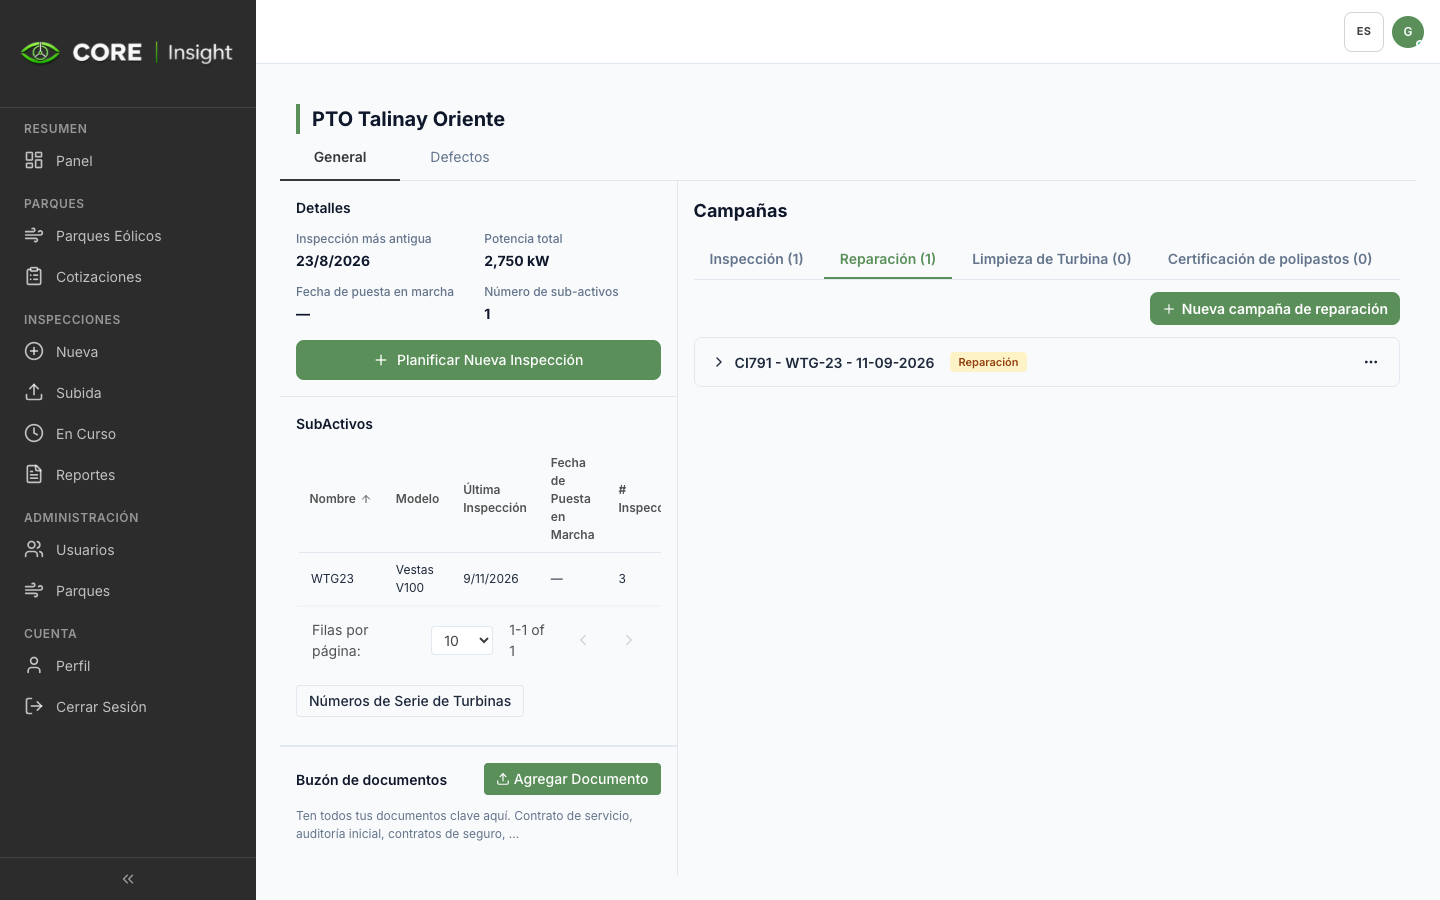 CORE | Insight
ES
G
RESUMEN
Panel
PARQUES
Parques Eólicos
Cotizaciones
INSPECCIONES
Nueva
Subida
En Curso
Reportes
ADMINISTRACIÓN
Usuarios
Parques
CUENTA
Perfil
Cerrar Sesión
PTO Talinay Oriente
General
Defectos
Detalles
Inspección más antigua
23/8/2026
Potencia total
2,750 kW
Fecha de puesta en marcha
—
Número de sub-activos
1
Planificar Nueva Inspección
SubActivos
Nombre
Modelo
Última
Inspección
Fecha
de
Puesta
en
Marcha
#
Inspecc
WTG23
Vestas
V100
9/11/2026
—
3
Filas por
página:
10
1-1 of
1
Números de Serie de Turbinas
Buzón de documentos
Agregar Documento
Ten todos tus documentos clave aquí. Contrato de servicio,
auditoría inicial, contratos de seguro, ...
Campañas
Inspección (1)
Reparación (1)
Limpieza de Turbina (0)
Certificación de polipastos (0)
Nueva campaña de reparación
CI791 - WTG-23 - 11-09-2026
Reparación